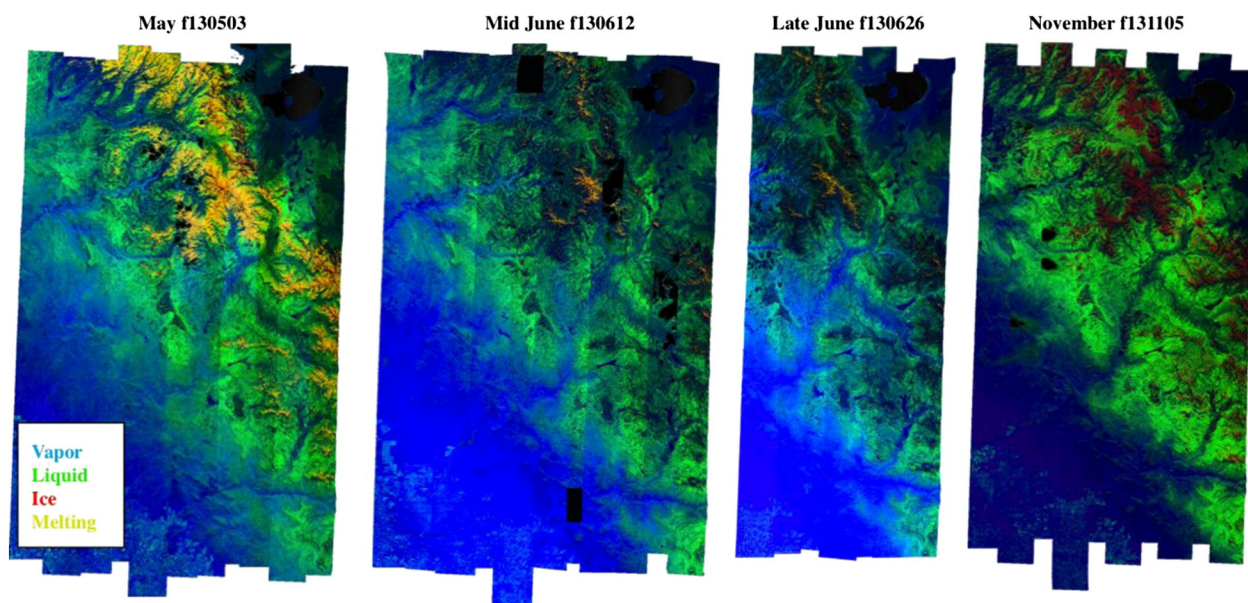 May f130503
Mid June f130612
Late June f130626
November f131105
Vapor
Liquid
Ice
Melting